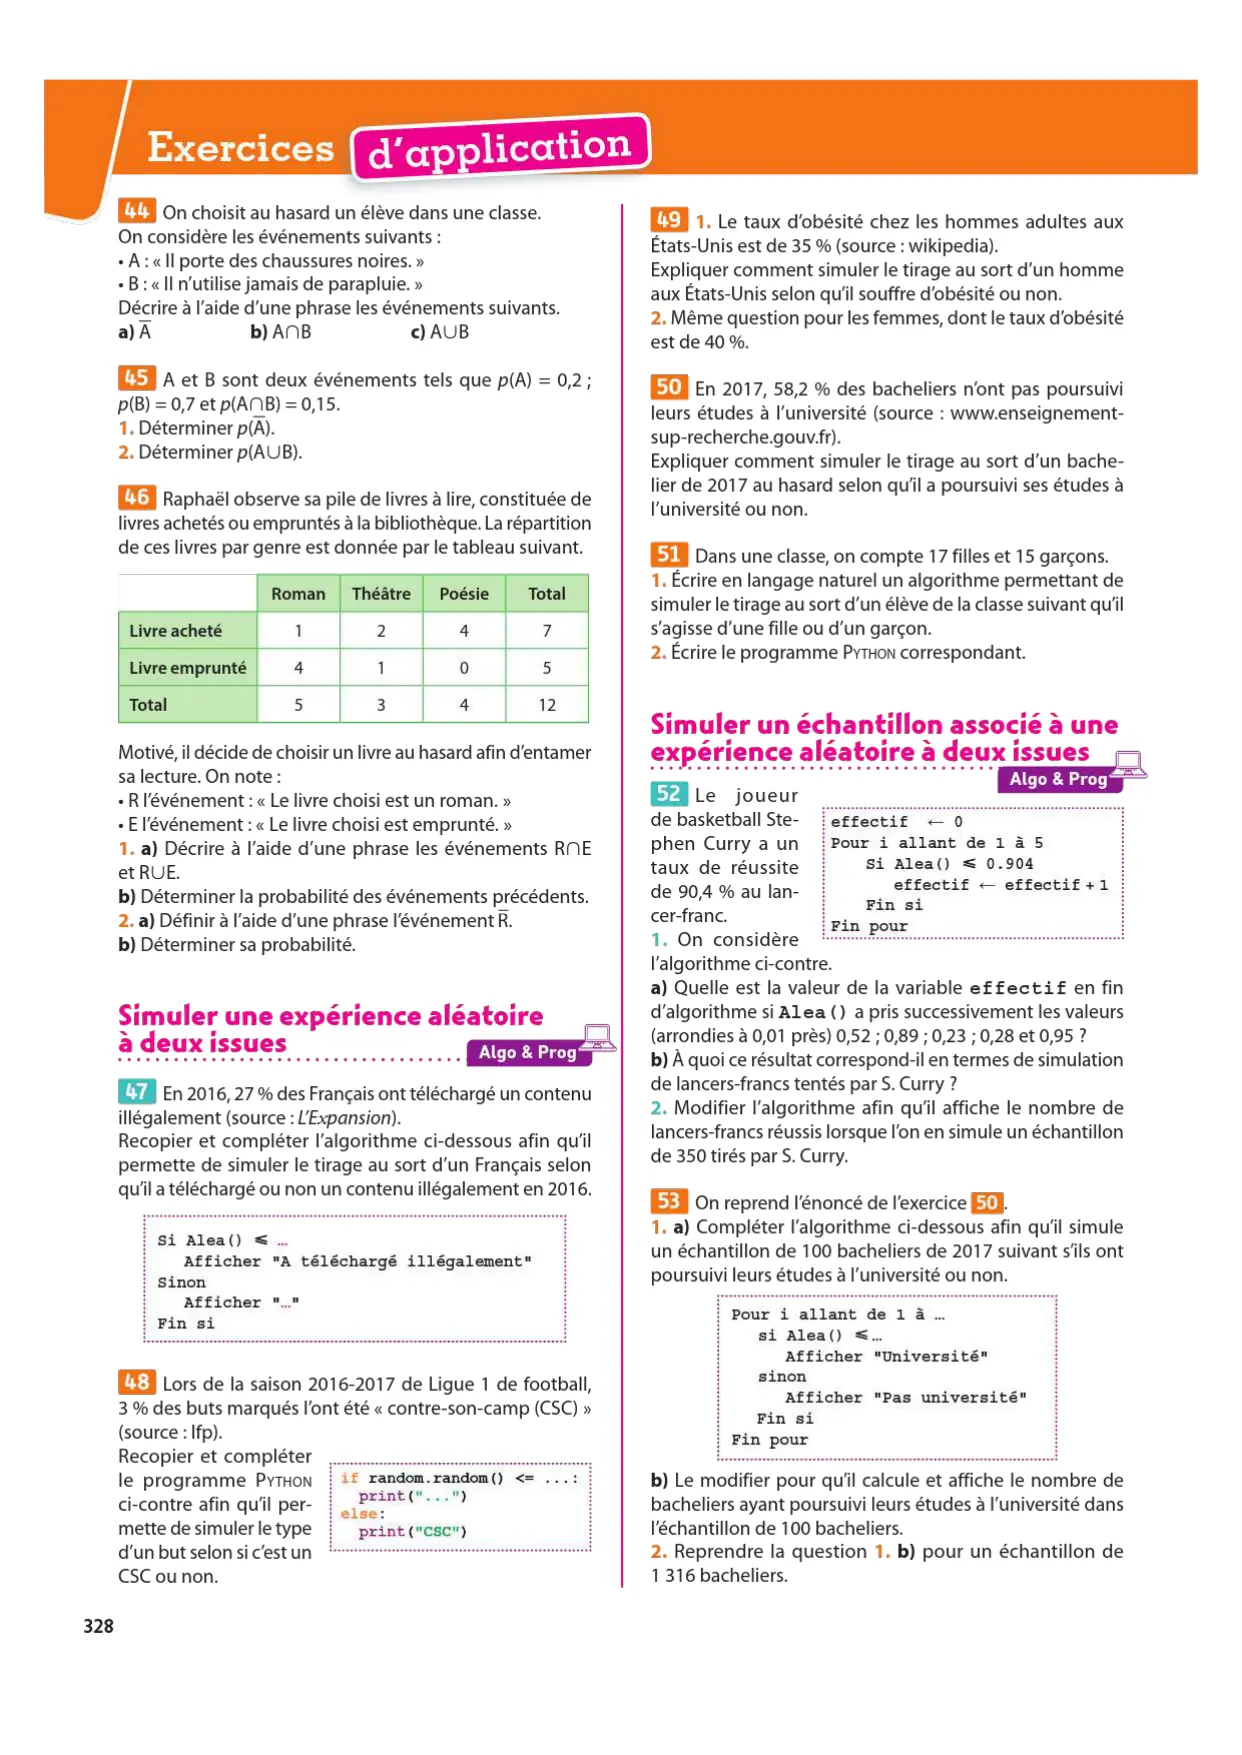 Exercices d'application
44 On choisit au hasard un élève dans une classe.
On considère les événements suivants :
• A : « Il porte des chaussures noires. »
• B : « Il n'utilise jamais de parapluie. »
Décrire à l'aide d'une phrase les événements suivants.
a) A̅ b) A∩B c) A∪B
45 A et B sont deux événements tels que p(A) = 0,2 ;
p(B) = 0,7 et p(A∩B) = 0,15.
1. Déterminer p(A̅).
2. Déterminer p(A∪B).
46 Raphaël observe sa pile de livres à lire, constituée de
livres achetés ou empruntés à la bibliothèque. La répartition
de ces livres par genre est donnée par le tableau suivant.
Roman Théâtre Poésie Total
Livre acheté 1 2 4 7
Livre emprunté 4 1 0 5
Total 5 3 4 12
Motivé, il décide de choisir un livre au hasard afin d'entamer
sa lecture. On note :
• R l'événement : « Le livre choisi est un roman. »
• E l'événement : « Le livre choisi est emprunté. »
1. a) Décrire à l'aide d'une phrase les événements R∩E
et R∪E.
b) Déterminer la probabilité des événements précédents.
2. a) Définir à l'aide d'une phrase l'événement R̅.
b) Déterminer sa probabilité.
Simuler une expérience aléatoire
à deux issues
Algo & Prog
47 En 2016, 27 % des Français ont téléchargé un contenu
illégalement (source : L'Expansion).
Recopier et compléter l'algorithme ci-dessous afin qu'il
permette de simuler le tirage au sort d'un Français selon
qu'il a téléchargé ou non un contenu illégalement en 2016.
Si Alea() ⩽ …
Afficher "A téléchargé illégalement"
Sinon
Afficher "…"
Fin si
48 Lors de la saison 2016-2017 de Ligue 1 de football,
3 % des buts marqués l'ont été « contre-son-camp (CSC) »
(source : lfp).
Recopier et compléter
le programme PYTHON
ci-contre afin qu'il per-
mette de simuler le type
d'un but selon si c'est un
CSC ou non.
if random.random() <= ...:
print("...")
else:
print("CSC")
328
49 1. Le taux d'obésité chez les hommes adultes aux
États-Unis est de 35 % (source : wikipedia).
Expliquer comment simuler le tirage au sort d'un homme
aux États-Unis selon qu'il souffre d'obésité ou non.
2. Même question pour les femmes, dont le taux d'obésité
est de 40 %.
50 En 2017, 58,2 % des bacheliers n'ont pas poursuivi
leurs études à l'université (source : www.enseignement-
sup-recherche.gouv.fr).
Expliquer comment simuler le tirage au sort d'un bache-
lier de 2017 au hasard selon qu'il a poursuivi ses études à
l'université ou non.
51 Dans une classe, on compte 17 filles et 15 garçons.
1. Écrire en langage naturel un algorithme permettant de
simuler le tirage au sort d'un élève de la classe suivant qu'il
s'agisse d'une fille ou d'un garçon.
2. Écrire le programme PYTHON correspondant.
Simuler un échantillon associé à une
expérience aléatoire à deux issues
Algo & Prog
52 Le joueur
de basketball Ste-
phen Curry a un
taux de réussite
de 90,4 % au lan-
cer-franc.
1. On considère
l'algorithme ci-contre.
effectif ← 0
Pour i allant de 1 à 5
Si Alea() ⩽ 0.904
effectif ← effectif + 1
Fin si
Fin pour
a) Quelle est la valeur de la variable effectif en fin
d'algorithme si Alea() a pris successivement les valeurs
(arrondies à 0,01 près) 0,52 ; 0,89 ; 0,23 ; 0,28 et 0,95 ?
b) À quoi ce résultat correspond-il en termes de simulation
de lancers-francs tentés par S. Curry ?
2. Modifier l'algorithme afin qu'il affiche le nombre de
lancers-francs réussis lorsque l'on en simule un échantillon
de 350 tirés par S. Curry.
53 On reprend l'énoncé de l'exercice 50.
1. a) Compléter l'algorithme ci-dessous afin qu'il simule
un échantillon de 100 bacheliers de 2017 suivant s'ils ont
poursuivi leurs études à l'université ou non.
Pour i allant de 1 à …
si Alea() ⩽…
Afficher "Université"
sinon
Afficher "Pas université"
Fin si
Fin pour
b) Le modifier pour qu'il calcule et affiche le nombre de
bacheliers ayant poursuivi leurs études à l'université dans
l'échantillon de 100 bacheliers.
2. Reprendre la question 1. b) pour un échantillon de
1 316 bacheliers.